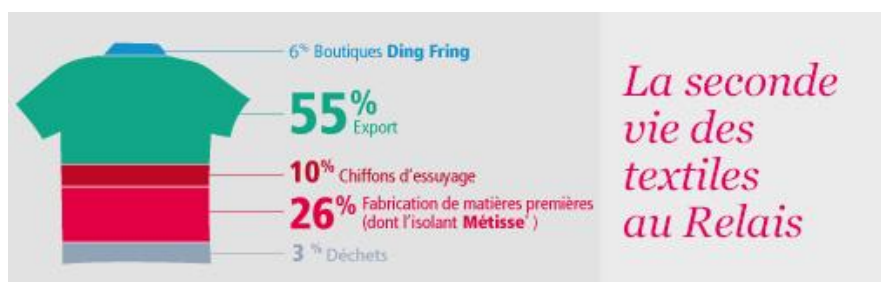 6% Boutiques Ding Fring
55% Export
10% Chiffons d'essuyage
26% Fabrication de matières premières
(dont l'isolant Métisse® )
3 % Déchets
La seconde
vie des
textiles
au Relais